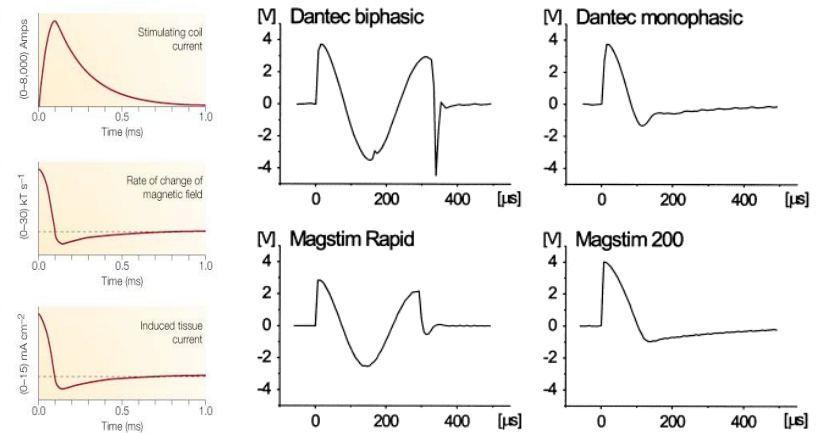 (0–8,000) Amps
Stimulating coil
current
0.0 0.5 1.0
Time (ms)
(0–30) kT s⁻¹
Rate of change of
magnetic field
0.0 0.5 1.0
Time (ms)
(0–15) mA cm⁻²
Induced tissue
current
0.0 0.5 1.0
Time (ms)
[V] Dantec biphasic
4
2
0
-2
-4
0 200 400 [µs]
[V] Dantec monophasic
4
2
0
-2
-4
0 200 400 [µs]
[V] Magstim Rapid
4
2
0
-2
-4
0 200 400 [µs]
[V] Magstim 200
4
2
0
-2
-4
0 200 400 [µs]